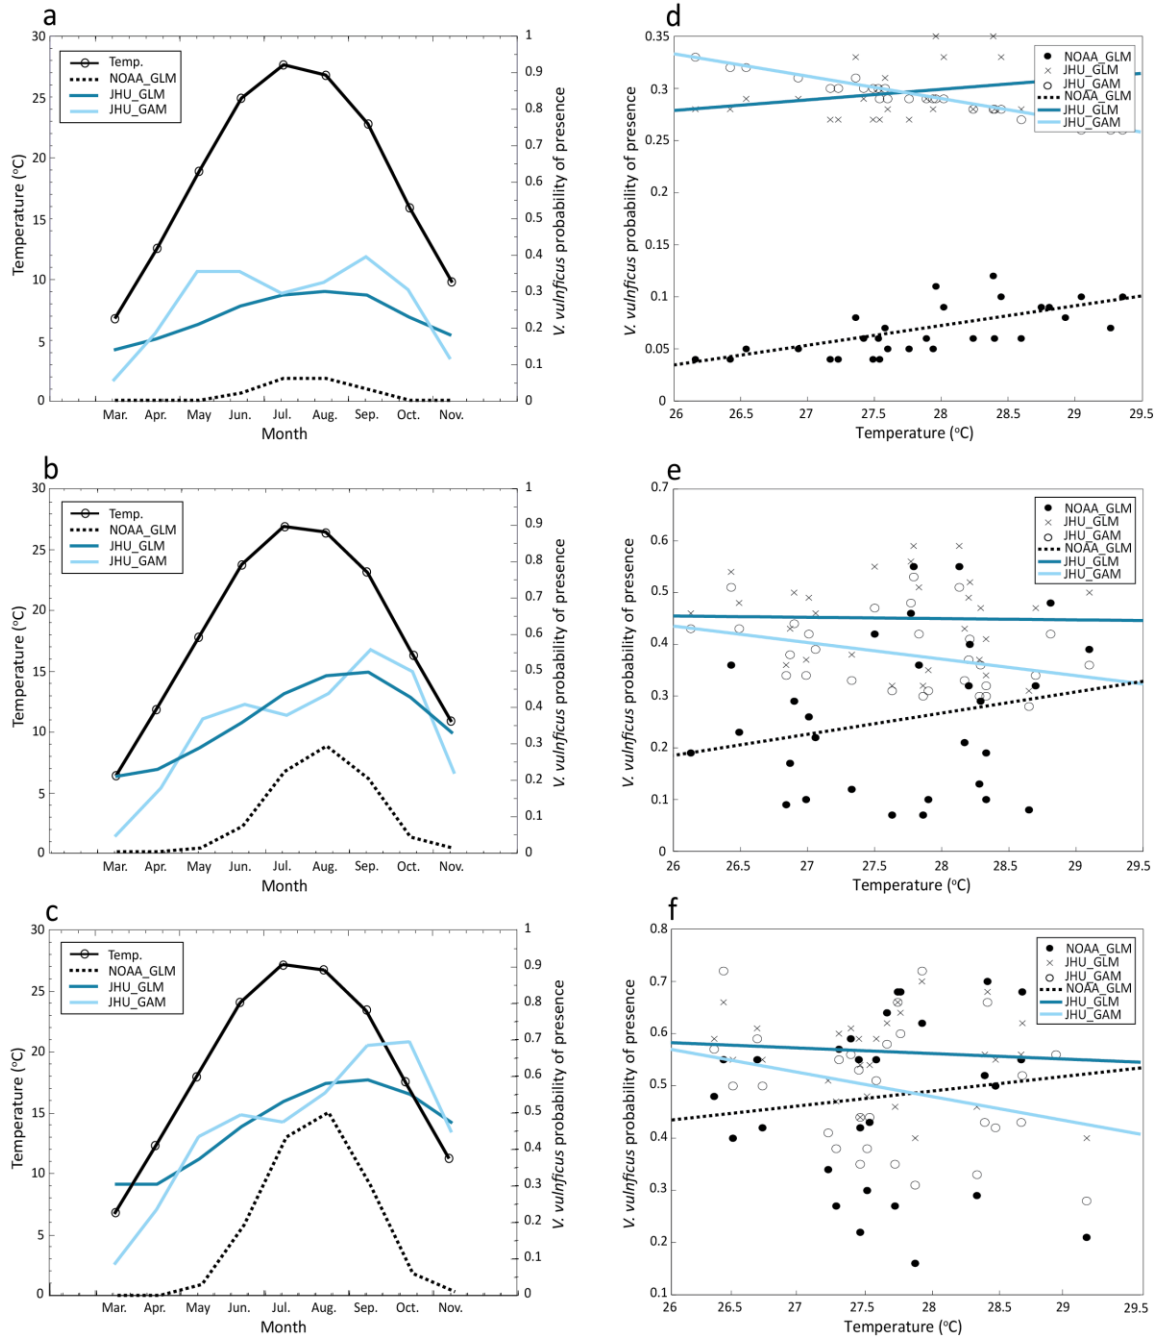 a
30
25
20
15
10
5
0
Temperature (°C)
1
0.9
0.8
0.7
0.6
0.5
0.4
0.3
0.2
0.1
0
V. vulnificus probability of presence
Temp.
NOAA_GLM
JHU_GLM
JHU_GAM
Mar. Apr. May Jun. Jul. Aug. Sep. Oct. Nov.
Month
d
0.35
0.3
0.25
0.2
0.15
0.1
0.05
0
V. vulnificus probability of presence
NOAA_GLM
JHU_GLM
JHU_GAM
NOAA_GLM
JHU_GLM
JHU_GAM
26 26.5 27 27.5 28 28.5 29 29.5
Temperature (°C)
b
30
25
20
15
10
5
0
Temperature (°C)
1
0.9
0.8
0.7
0.6
0.5
0.4
0.3
0.2
0.1
0
V. vulnificus probability of presence
Temp.
NOAA_GLM
JHU_GLM
JHU_GAM
Mar. Apr. May Jun. Jul. Aug. Sep. Oct. Nov.
Month
e
0.7
0.6
0.5
0.4
0.3
0.2
0.1
0
V. vulnificus probability of presence
NOAA_GLM
JHU_GLM
JHU_GAM
NOAA_GLM
JHU_GLM
JHU_GAM
26 26.5 27 27.5 28 28.5 29 29.5
Temperature (°C)
c
30
25
20
15
10
5
0
Temperature (°C)
1
0.9
0.8
0.7
0.6
0.5
0.4
0.3
0.2
0.1
0
V. vulnificus probability of presence
Temp.
NOAA_GLM
JHU_GLM
JHU_GAM
Mar. Apr. May Jun. Jul. Aug. Sep. Oct. Nov.
Month
f
0.8
0.7
0.6
0.5
0.4
0.3
0.2
0.1
V. vulnificus probability of presence
NOAA_GLM
JHU_GLM
JHU_GAM
NOAA_GLM
JHU_GLM
JHU_GAM
26 26.5 27 27.5 28 28.5 29 29.5
Temperature (°C)